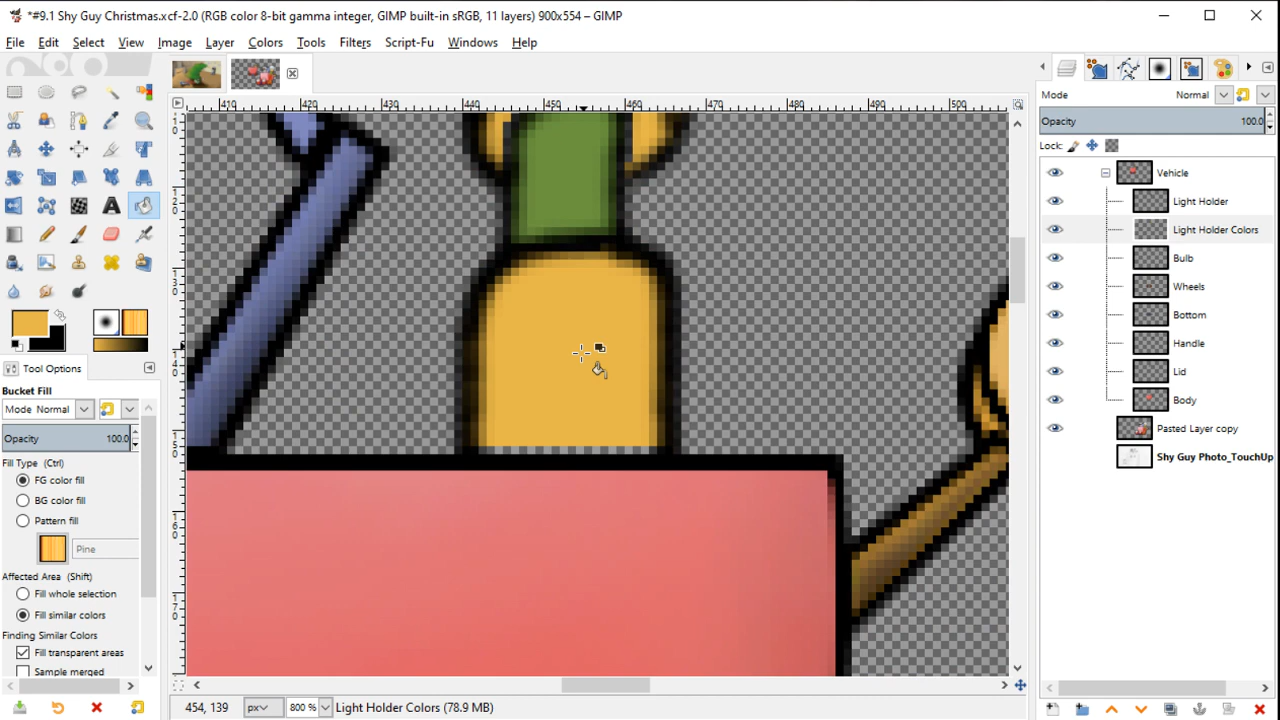 *#9.1 Shy Guy Christmas.xcf-2.0 (RGB color 8-bit gamma integer, GIMP built-in sRGB, 11 layers) 900x554 – GIMP
File Edit Select View Image Layer Colors Tools Filters Script-Fu Windows Help
410 420 430 440 450 460 470 480 490 500
Mode Normal
Opacity 100.0
Lock:
Vehicle
Light Holder
Light Holder Colors
Bulb
Wheels
Bottom
Handle
Lid
Body
Pasted Layer copy
Shy Guy Photo_TouchUp
Tool Options
Bucket Fill
Mode Normal
Opacity 100.0
Fill Type (Ctrl)
FG color fill
BG color fill
Pattern fill
Pine
Affected Area (Shift)
Fill whole selection
Fill similar colors
Finding Similar Colors
Fill transparent areas
Sample merged
120
130
140
150
160
170
454, 139 px 800 % Light Holder Colors (78.9 MB)